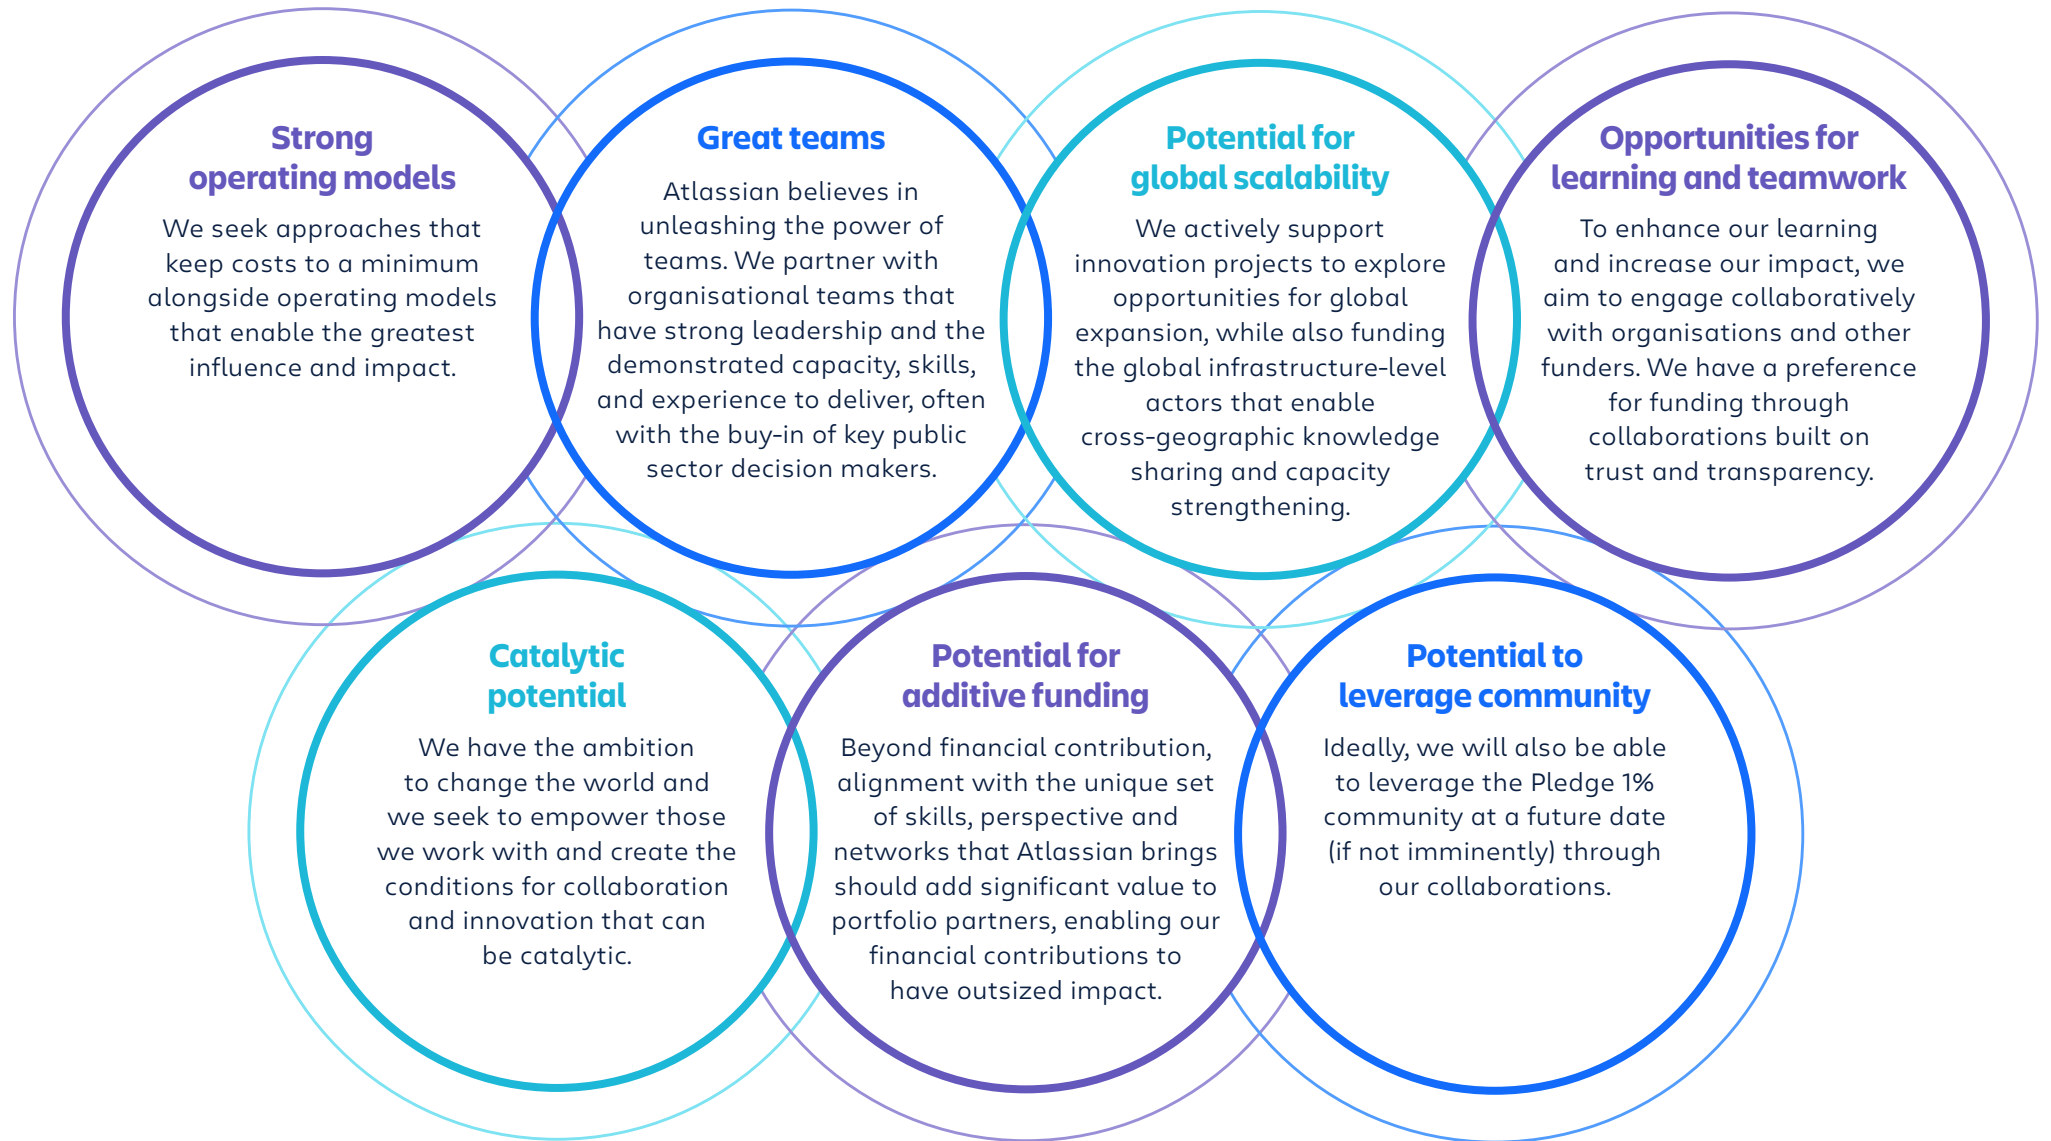 Strong
operating models
We seek approaches that
keep costs to a minimum
alongside operating models
that enable the greatest
influence and impact.
Great teams
Atlassian believes in
unleashing the power of
teams. We partner with
organisational teams that
have strong leadership and the
demonstrated capacity, skills,
and experience to deliver, often
with the buy-in of key public
sector decision makers.
Potential for
global scalability
We actively support
innovation projects to explore
opportunities for global
expansion, while also funding
the global infrastructure-level
actors that enable
cross-geographic knowledge
sharing and capacity
strengthening.
Opportunities for
learning and teamwork
To enhance our learning
and increase our impact, we
aim to engage collaboratively
with organisations and other
funders. We have a preference
for funding through
collaborations built on
trust and transparency.
Catalytic
potential
We have the ambition
to change the world and
we seek to empower those
we work with and create the
conditions for collaboration
and innovation that can
be catalytic.
Potential for
additive funding
Beyond financial contribution,
alignment with the unique set
of skills, perspective and
networks that Atlassian brings
should add significant value to
portfolio partners, enabling our
financial contributions to
have outsized impact.
Potential to
leverage community
Ideally, we will also be able
to leverage the Pledge 1%
community at a future date
(if not imminently) through
our collaborations.